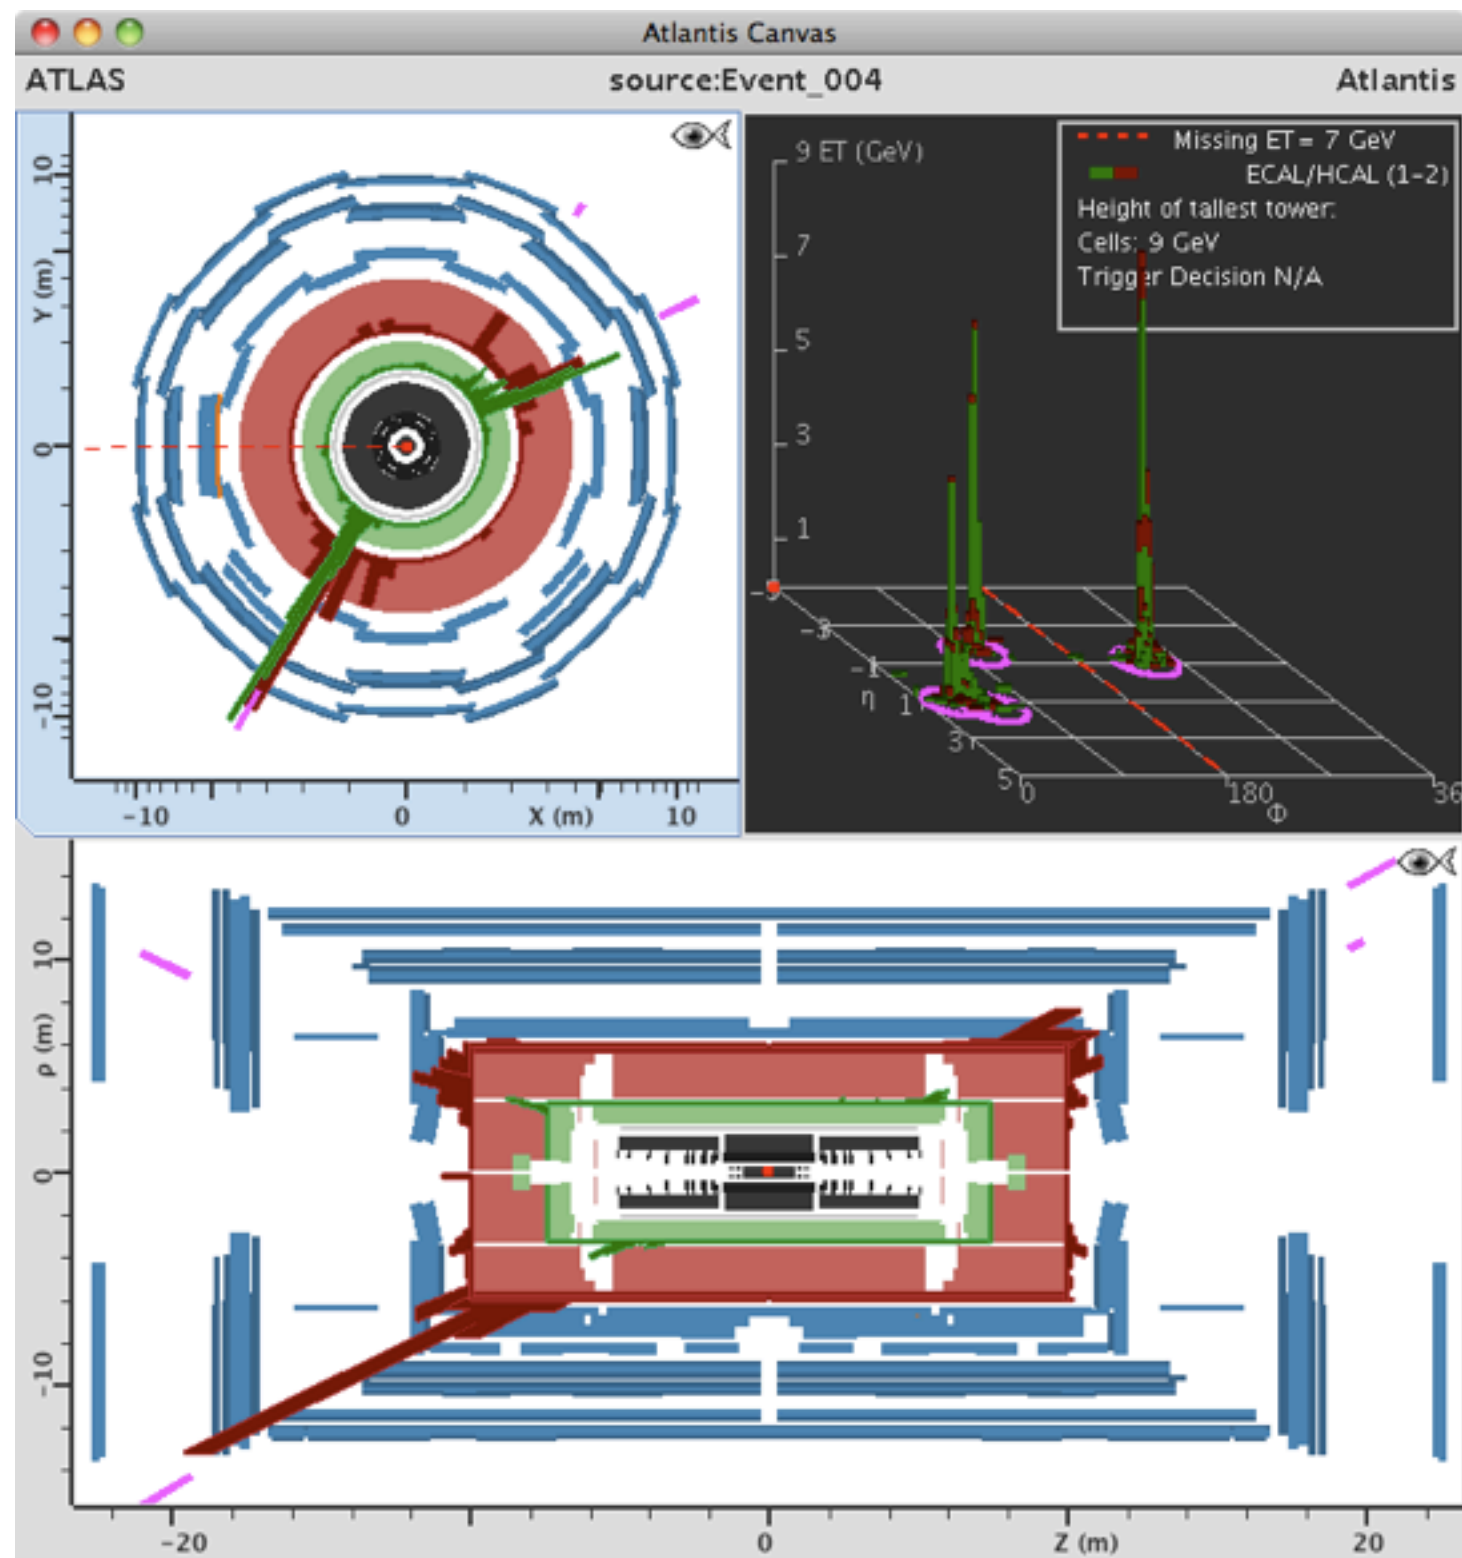 Atlantis Canvas
ATLAS source:Event_004 Atlantis
10
Y (m)
0
-10
-10 0 X (m) 10
9 ET (GeV)
7
5
3
1
-3
-1
η
1
3
5
0 180 36
Φ
Missing ET= 7 GeV
ECAL/HCAL (1-2)
Height of tallest tower:
Cells: 9 GeV
Trigger Decision N/A
10
ρ (m)
0
-10
-20 0 Z (m) 20